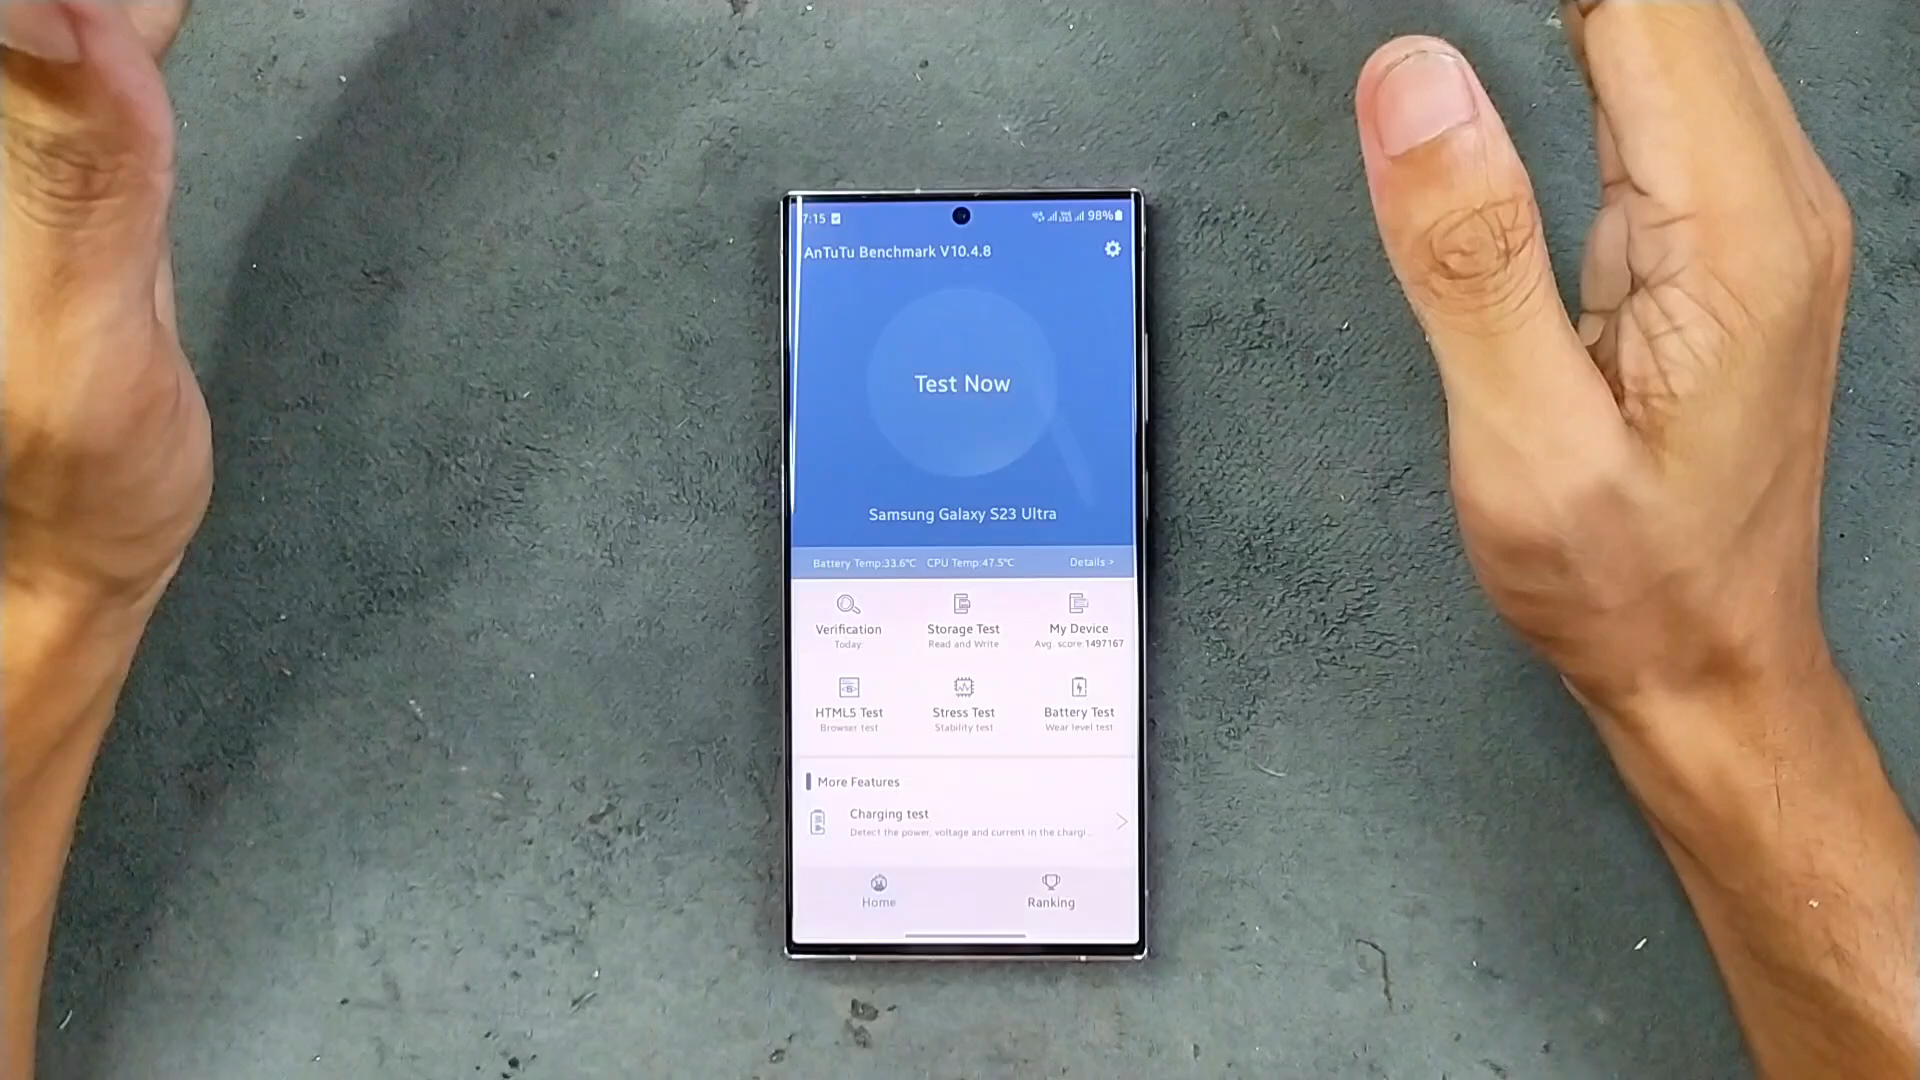 7:15 98%
AnTuTu Benchmark V10.4.8
Test Now
Samsung Galaxy S23 Ultra
Battery Temp:33.6℃ CPU Temp:47.5℃ Details >
Verification Storage Test My Device
Today Read and Write Avg. score:1497167
HTML5 Test Stress Test Battery Test
Browser test Stability test Wear level test
More Features
Charging test
Detect the power, voltage and current in the chargi...
Home Ranking